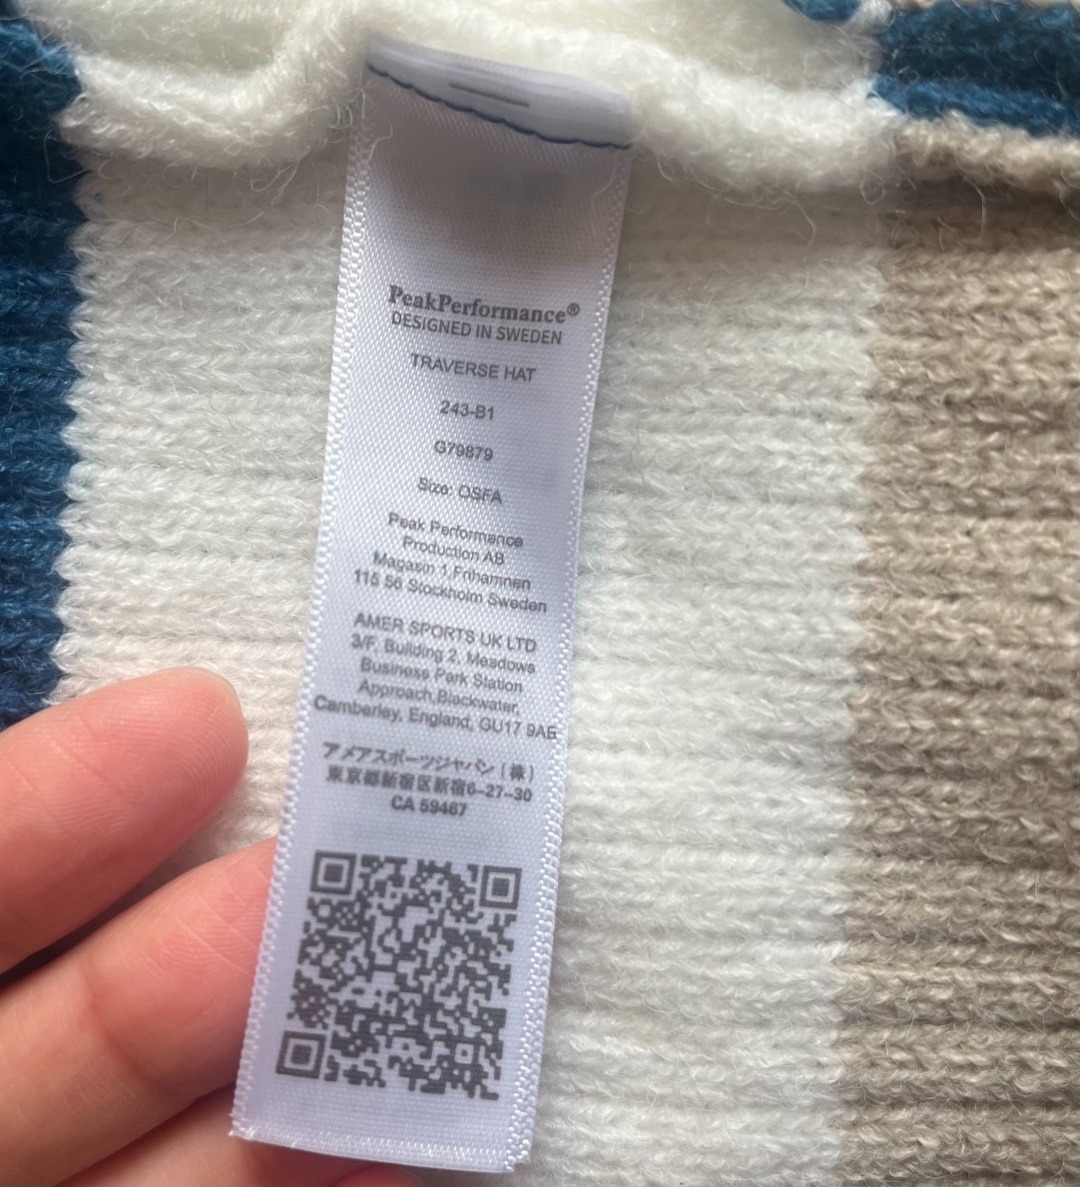 PeakPerformance®
DESIGNED IN SWEDEN
TRAVERSE HAT
243-B1
G79879
Size: OSFA
Peak Performance
Production AB
Magasin 1,Frihamnen
115 56 Stockholm Sweden
AMER SPORTS UK LTD
3/F, Building 2, Meadows
Business Park Station
Approach,Blackwater,
Camberley, England, GU17 9AB
アメアスポーツジャパン(株)
東京都新宿区新宿6-27-30
CA 59467